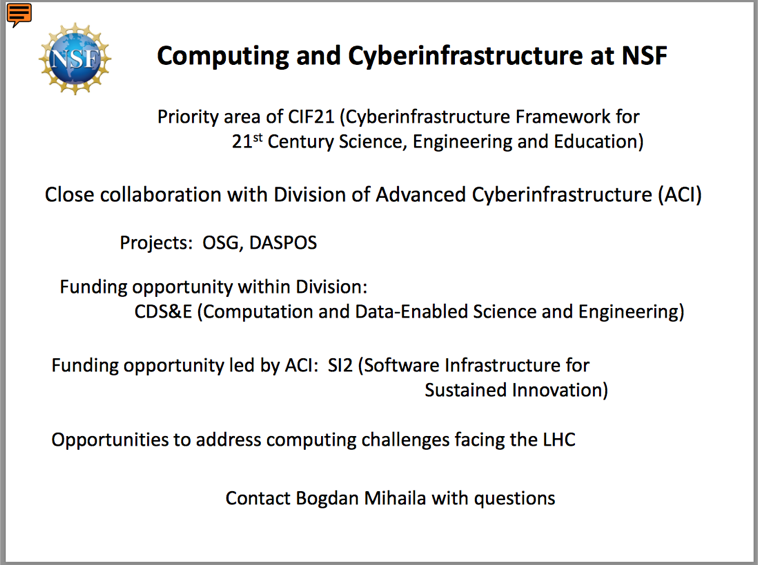 NSF
Computing and Cyberinfrastructure at NSF
Priority area of CIF21 (Cyberinfrastructure Framework for
21st Century Science, Engineering and Education)
Close collaboration with Division of Advanced Cyberinfrastructure (ACI)
Projects: OSG, DASPOS
Funding opportunity within Division:
CDS&E (Computation and Data-Enabled Science and Engineering)
Funding opportunity led by ACI: SI2 (Software Infrastructure for
Sustained Innovation)
Opportunities to address computing challenges facing the LHC
Contact Bogdan Mihaila with questions